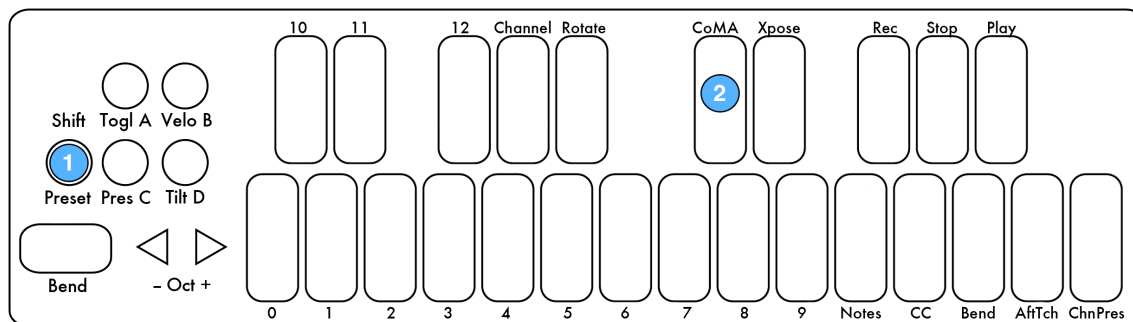 10 11 12 Channel Rotate CoMA Xpose Rec Stop Play
2
Shift Togl A Velo B
1
Preset Pres C Tilt D
Bend – Oct +
0 1 2 3 4 5 6 7 8 9 Notes CC Bend AftTch ChnPres